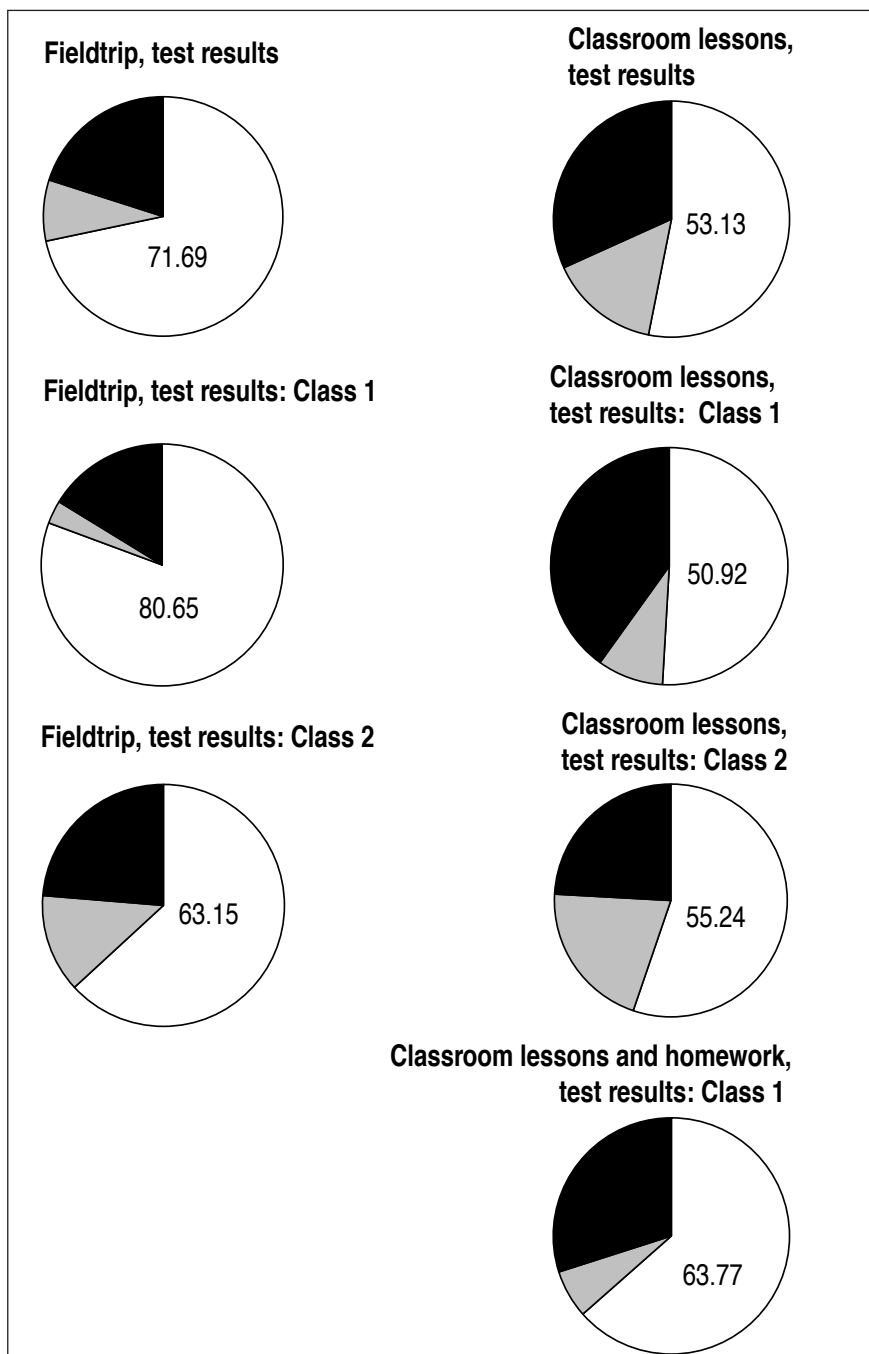 Fieldtrip, test results
71.69
Classroom lessons,
test results
53.13
Fieldtrip, test results: Class 1
80.65
Classroom lessons,
test results: Class 1
50.92
Fieldtrip, test results: Class 2
63.15
Classroom lessons,
test results: Class 2
55.24
Classroom lessons and homework,
test results: Class 1
63.77